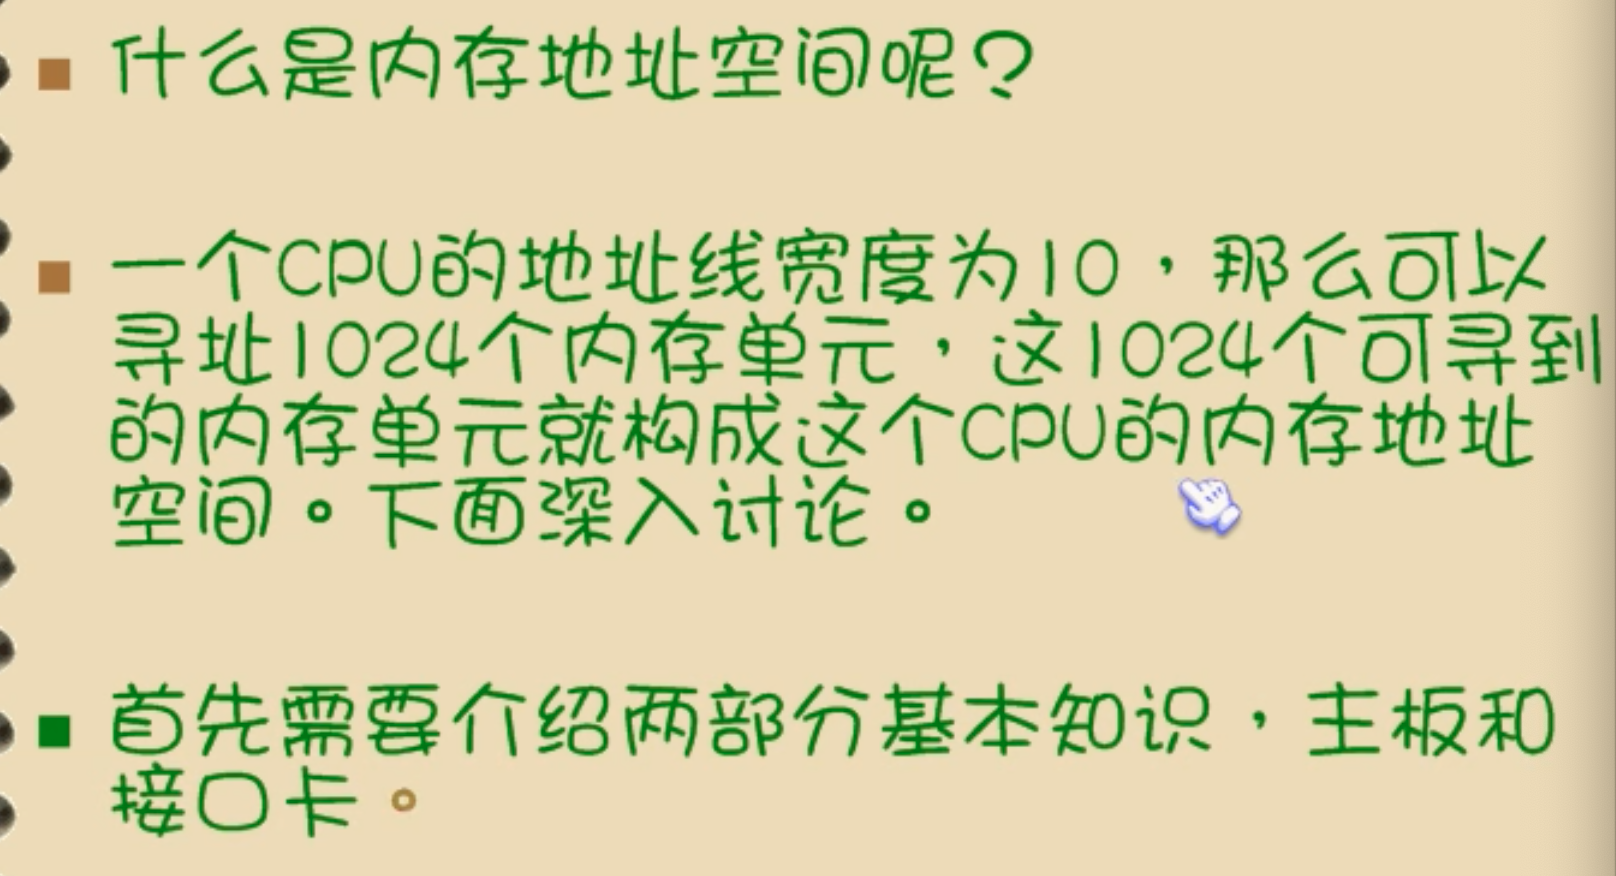 什么是内存地址空间呢？
一个CPU的地址线宽度为10，那么可以
寻址1024个内存单元，这1024个可寻到
的内存单元就构成这个CPU的内存地址
空间。下面深入讨论。
首先需要介绍两部分基本知识，主板和
接口卡。